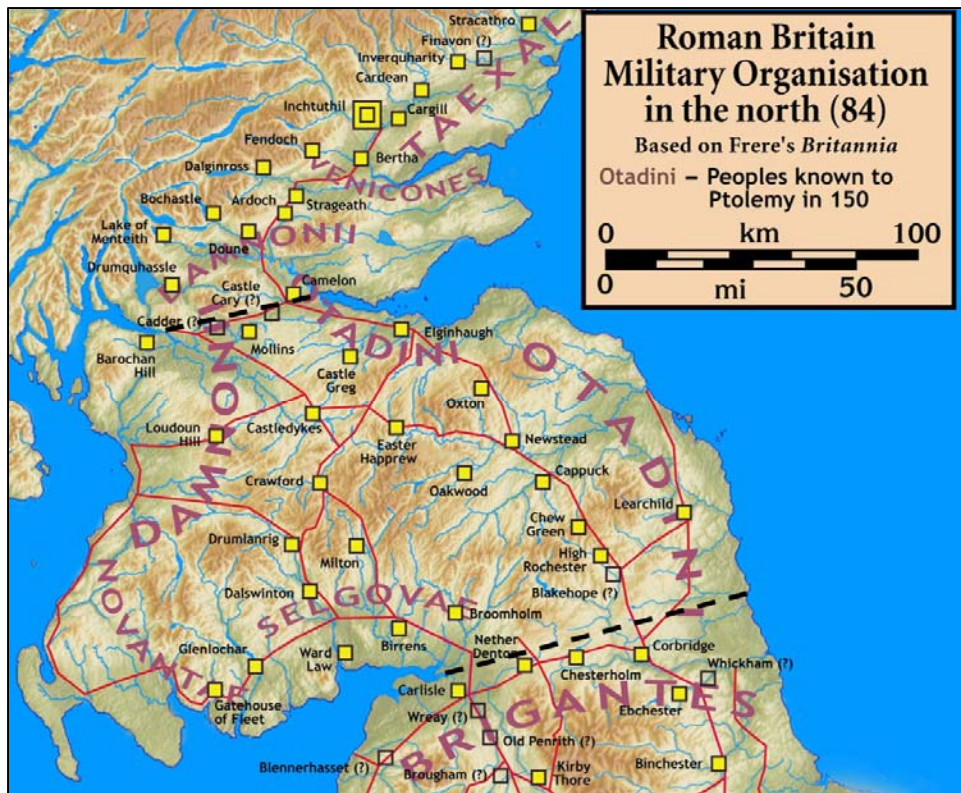 Roman Britain
Military Organisation
in the north (84)
Based on Frere's Britannia
Otadini – Peoples known to
Ptolemy in 150
0 km 100
0 mi 50
Stracathro
Finavon (?)
Inverquharity
Cardean
TAEXALI
Inchtuthil
Cargill
Fendoch
Bertha
Dalginross
VENICONES
Bochastle
Ardoch
Strageath
Lake of
Menteith
Doune
DAMNONII
Drumquhassle
Camelon
Castle
Cary (?)
Cadder (?)
Mollins
OTADINI
Elginhaugh
Barochan
Hill
Castle
Greg
OTADINI
Oxton
Loudoun
Hill
Castledykes
Easter
Happrew
Newstead
DAMNONII
Crawford
Oakwood
Cappuck
Learchild
Drumlanrig
Milton
Chew
Green
High
Rochester
Blakehope (?)
NOVANTAE
Dalswinton
SELGOVAE
Broomholm
Birrens
Nether
Denton
Corbridge
Glenlochar
Ward
Law
Chesterholm
Whickham (?)
Gatehouse
of Fleet
Carlisle
Ebchester
BRIGANTES
Wreay (?)
Old Penrith (?)
Blennerhasset (?)
Brougham (?)
Kirby
Thore
Binchester